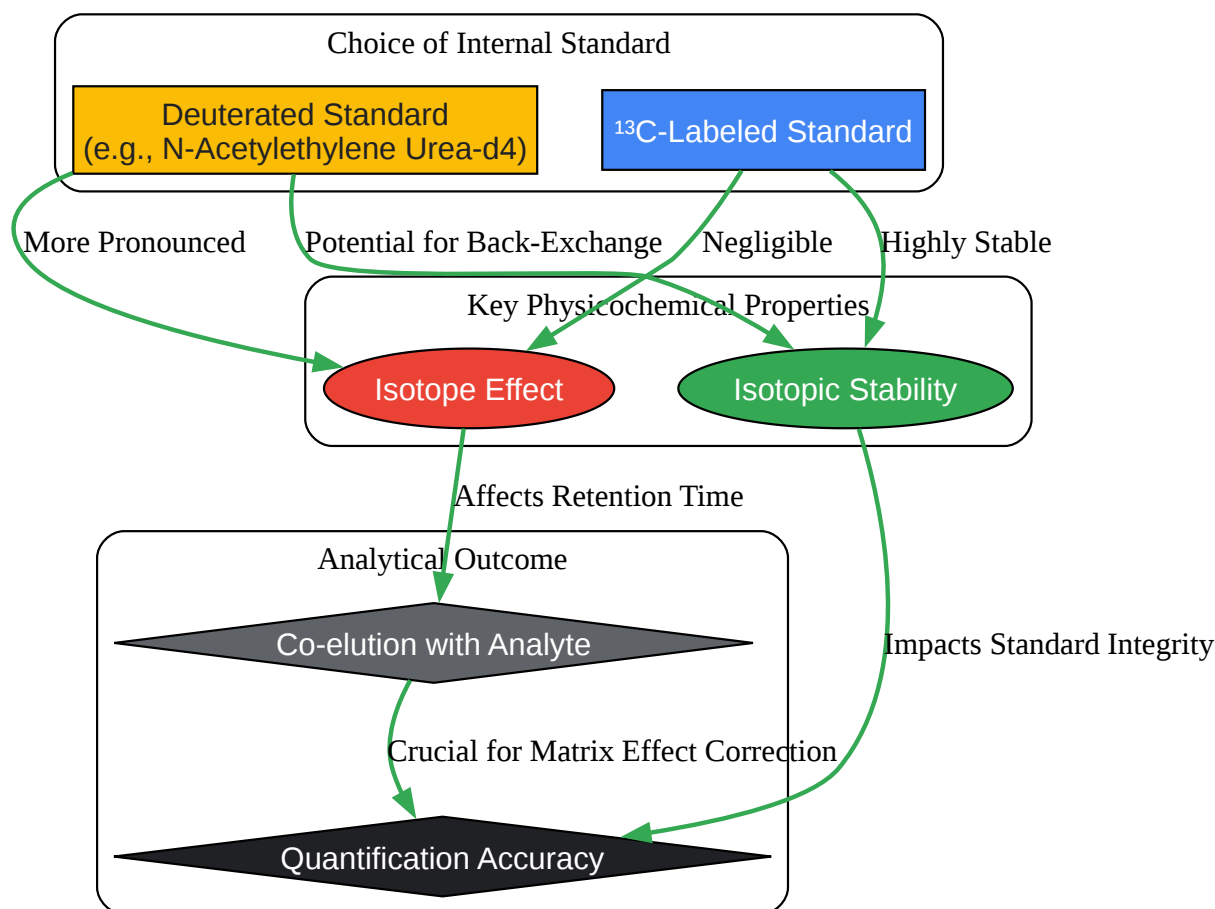 Choice of Internal Standard
Deuterated Standard
(e.g., N-Acetylethylene Urea-d4)
¹³C-Labeled Standard
More Pronounced
Potential for Back-Exchange
Negligible
Highly Stable
Key Physicochemical Properties
Isotope Effect
Isotopic Stability
Affects Retention Time
Analytical Outcome
Co-elution with Analyte
Impacts Standard Integrity
Crucial for Matrix Effect Correction
Quantification Accuracy